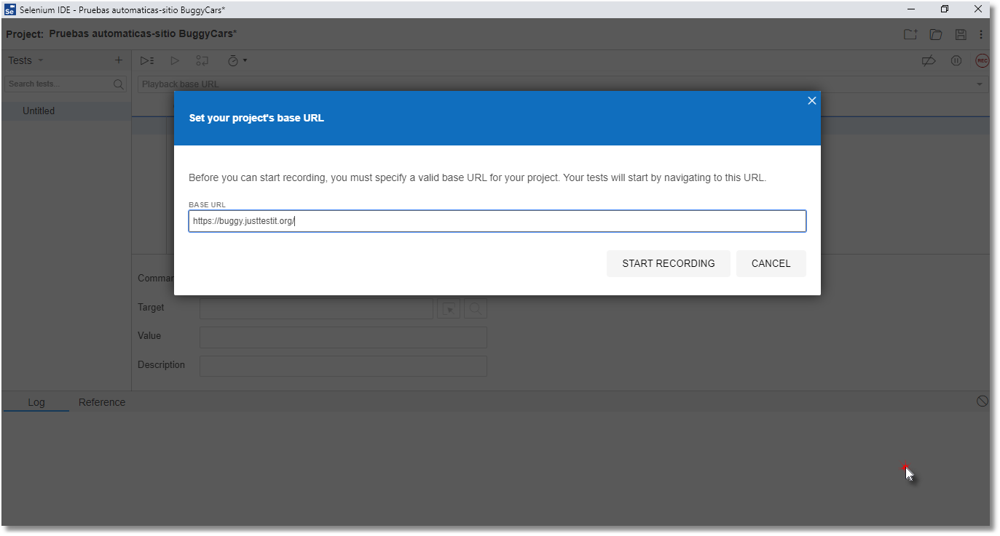 Se Selenium IDE - Pruebas automaticas-sitio BuggyCars*
Project: Pruebas automaticas-sitio BuggyCars*
Tests
REC
Search tests...
Playback base URL
Untitled
Set your project's base URL
Before you can start recording, you must specify a valid base URL for your project. Your tests will start by navigating to this URL.
BASE URL
https://buggy.justtestit.org/
START RECORDING CANCEL
Commar
Target
Value
Description
Log Reference